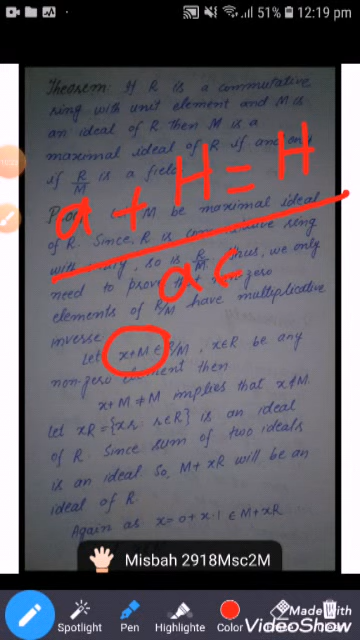 51% 12:19 pm
Theorem: If R is a commutative
ring with unit element and M is
an ideal of R then M is a
maximal ideal of R if and only
if R/M is a field.
a + H = H
Proof: M be maximal ideal
of R. Since R is commutative ring
with so is R/M. Thus, we only
a
need to prove that non-zero
elements of R/M have multiplicative
inverse.
Let x+M ∈ R/M, x∈R be any
non-zero element then
x+M ≠ M implies that x∉M.
let xR = {xr: r∈R} is an ideal
of R. Since sum of two ideals
is an ideal. So, M+xR will be an
ideal of R.
Again as x = 0 + x·1 ∈ M+xR
Misbah 2918Msc2M
Spotlight Pen Highlighte Color
Made with
VideoShow